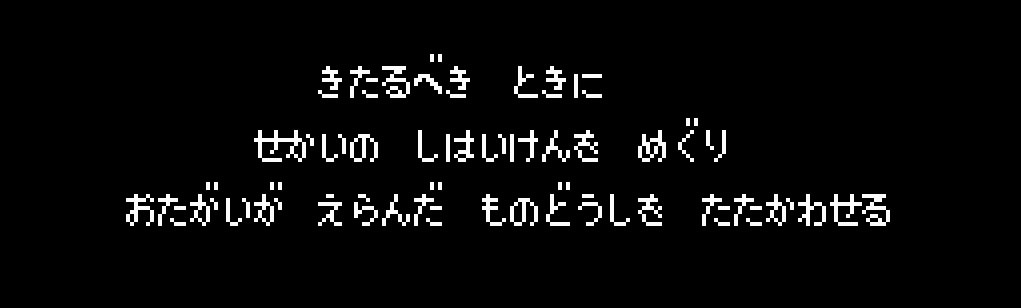 きたるべき　ときに
せかいの　しはいけんを　めぐり
おたがいが　えらんだ　ものどうしを　たたかわせる